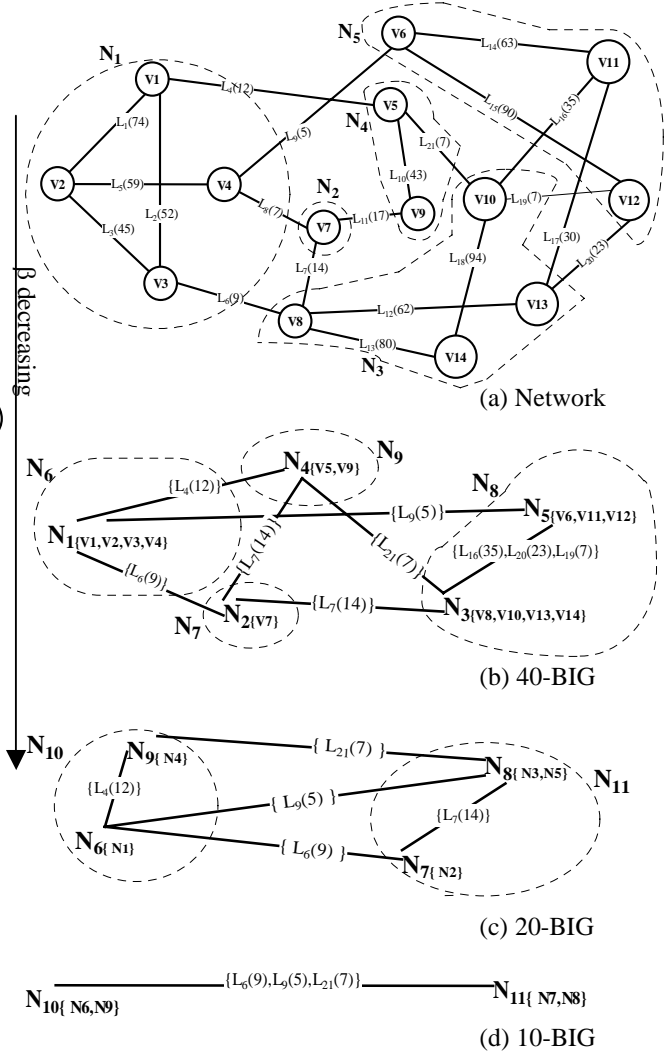 N5
V6
L14(63)
V11
N1
V1
L4(12)
L15(90)
L16(35)
V5
N4
L1(74)
L9(5)
L21(7)
L10(43)
V2
L5(59)
V4
N2
V10
L19(7)
V12
L8(7)
V7
L11(17)
V9
L3(45)
L2(52)
L17(30)
L20(23)
L7(14)
L18(94)
V3
L6(9)
V13
V8
L12(62)
L13(80)
V14
N3
(a) Network
β decreasing
)
N6
N4{V5,V9}
N9
{L4(12)}
N8
{L9(5)}
N5{V6,V11,V12}
N1{V1,V2,V3,V4}
{L7(14)}
{L21(7)}
{L16(35),L20(23),L19(7)}
{L6(9)}
N7
N2{V7}
{L7(14)}
N3{V8,V10,V13,V14}
(b) 40-BIG
N10
N9{ N4}
{ L21(7) }
N8{ N3,N5}
N11
{L4(12)}
{ L9(5) }
{L7(14)}
N6{ N1}
{ L6(9) }
N7{ N2}
(c) 20-BIG
{L6(9),L9(5),L21(7)}
N10{ N6,N9}
N11{ N7,N8}
(d) 10-BIG